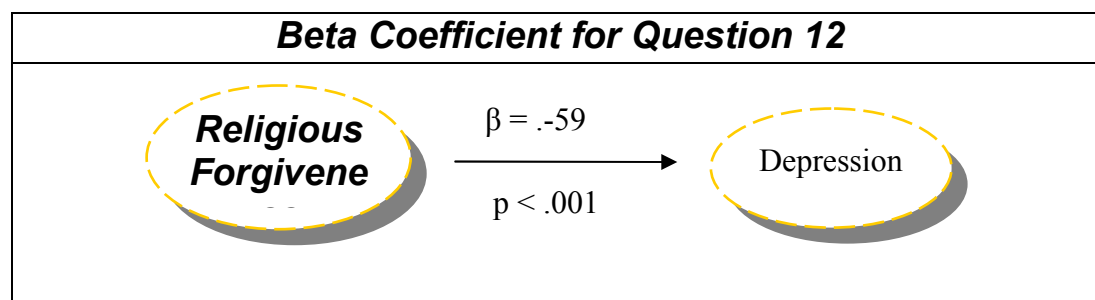 Beta Coefficient for Question 12
Religious
Forgivene
β = .-59
p < .001
Depression